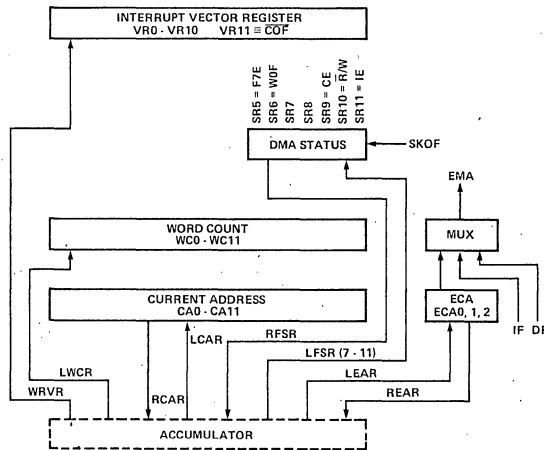 INTERRUPT VECTOR REGISTER
VR0 - VR10 VR11 ≡ C̅O̅F̅
SR5 = F7E
SR6 = W0F
SR7
SR8
SR9 = CE
SR10 = R̅/W
SR11 = IE
DMA STATUS
SKOF
EMA
WORD COUNT
WC0 - WC11
MUX
CURRENT ADDRESS
CA0 - CA11
ECA
ECA0, 1, 2
IF DF
LCAR
RFSR
LFSR (7 - 11)
LWCR
LEAR
WRVR
RCAR
REAR
ACCUMULATOR